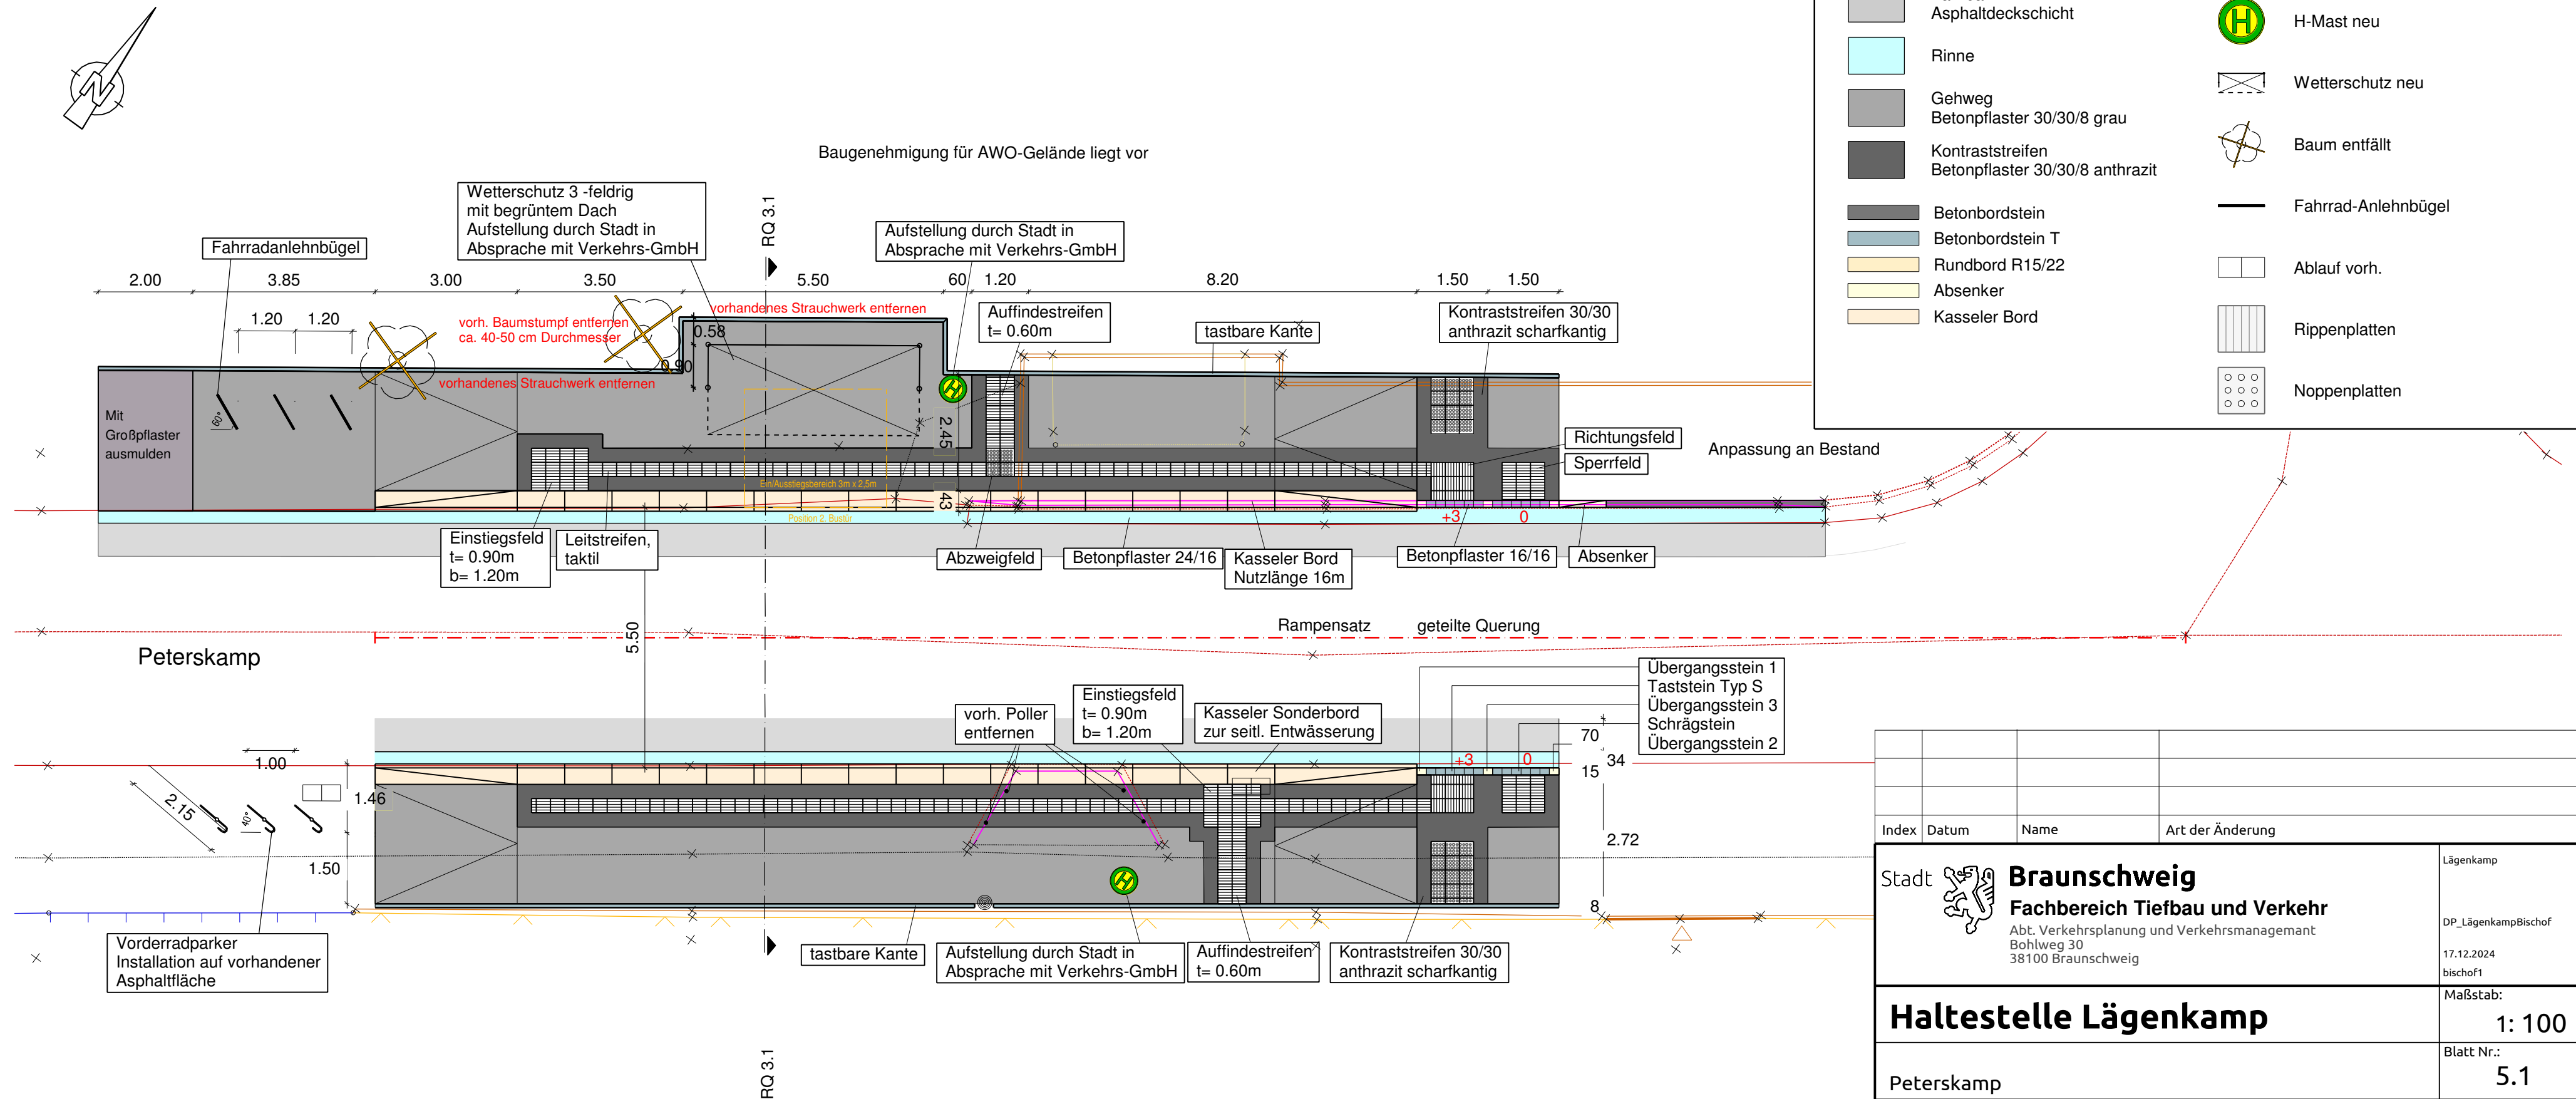 Asphaltdeckschicht
Rinne
Gehweg
Betonpflaster 30/30/8 grau
Kontraststreifen
Betonpflaster 30/30/8 anthrazit
Betonbordstein
Betonbordstein T
Rundbord R15/22
Absenker
Kasseler Bord
H
H-Mast neu
Wetterschutz neu
Baum entfällt
Fahrrad-Anlehnbügel
Ablauf vorh.
Rippenplatten
Noppenplatten
N
Baugenehmigung für AWO-Gelände liegt vor
Wetterschutz 3 -feldrig
mit begrüntem Dach
Aufstellung durch Stadt in
Absprache mit Verkehrs-GmbH
RQ 3.1
Aufstellung durch Stadt in
Absprache mit Verkehrs-GmbH
Fahrradanlehnbügel
2.00
3.85
3.00
3.50
5.50
60
1.20
8.20
1.50
1.50
1.20
1.20
vorh. Baumstumpf entfernen
ca. 40-50 cm Durchmesser
vorhandenes Strauchwerk entfernen
vorhandenes Strauchwerk entfernen
0.58
0.90
Auffindestreifen
t= 0.60m
tastbare Kante
Kontraststreifen 30/30
anthrazit scharfkantig
H
Mit
Großpflaster
ausmulden
60°
2.45
43
Ein/Ausstiegsbereich 3m x 2,5m
Position 2. Bustür
Richtungsfeld
Sperrfeld
Anpassung an Bestand
+3
0
Einstiegsfeld
t= 0.90m
b= 1.20m
Leitstreifen,
taktil
Abzweigfeld
Betonpflaster 24/16
Kasseler Bord
Nutzlänge 16m
Betonpflaster 16/16
Absenker
5.50
Rampensatz
geteilte Querung
Peterskamp
Übergangsstein 1
Taststein Typ S
Übergangsstein 3
Schrägstein
Übergangsstein 2
vorh. Poller
entfernen
Einstiegsfeld
t= 0.90m
b= 1.20m
Kasseler Sonderbord
zur seitl. Entwässerung
70
34
15
2.72
8
+3
0
1.00
2.15
40°
1.46
1.50
H
Vorderradparker
Installation auf vorhandener
Asphaltfläche
tastbare Kante
Aufstellung durch Stadt in
Absprache mit Verkehrs-GmbH
Auffindestreifen
t= 0.60m
Kontraststreifen 30/30
anthrazit scharfkantig
RQ 3.1
Index
Datum
Name
Art der Änderung
Stadt
Braunschweig
Fachbereich Tiefbau und Verkehr
Abt. Verkehrsplanung und Verkehrsmanagemant
Bohlweg 30
38100 Braunschweig
Lägenkamp
DP_LägenkampBischof
17.12.2024
bischof1
Haltestelle Lägenkamp
Maßstab:
1: 100
Peterskamp
Blatt Nr.:
5.1